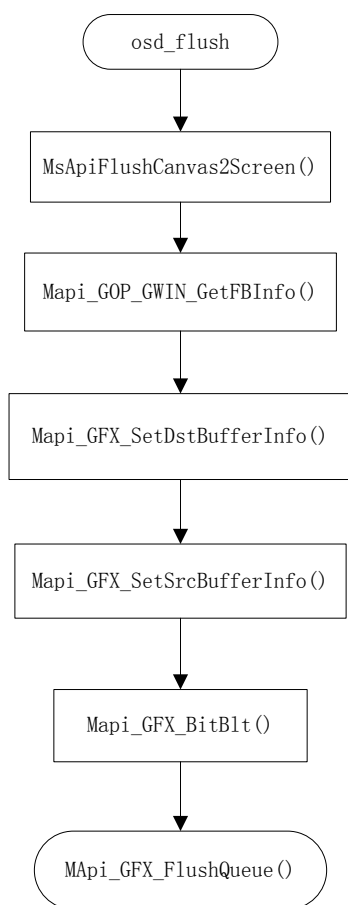 osd_flush
MsApiFlushCanvas2Screen()
Mapi_GOP_GWIN_GetFBInfo()
Mapi_GFX_SetDstBufferInfo()
Mapi_GFX_SetSrcBufferInfo()
Mapi_GFX_BitBlt()
MApi_GFX_FlushQueue()